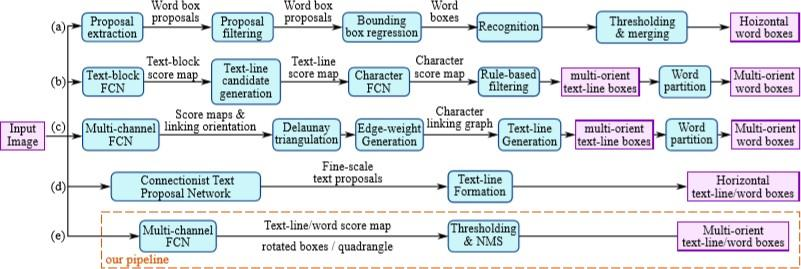 Input
Image
(a)
Proposal
extraction
Word box
proposals
Proposal
filtering
Word box
proposals
Bounding
box regression
Word
boxes
Recognition
Thresholding
& merging
Hoizontal
word boxes
(b)
Text-block
FCN
Text-block
score map
Text-line
candidate
generation
Text-line
score map
Character
FCN
Character
score map
Rule-based
filtering
multi-orient
text-line boxes
Word
partition
Multi-orient
word boxes
(c)
Multi-channel
FCN
Score maps &
linking orientation
Delaunay
triangulation
Edge-weight
Generation
Character
linking graph
Text-line
Generation
multi-orient
text-line boxes
Word
partition
Multi-orient
word boxes
(d)
Connectionist Text
Proposal Network
Fine-scale
text proposals
Text-line
Formation
Horizontal
text-line/word boxes
(e)
Multi-channel
FCN
Text-line/word score map
rotated boxes / quadrangle
Thresholding
& NMS
Multi-orient
text-line/word boxes
our pipeline